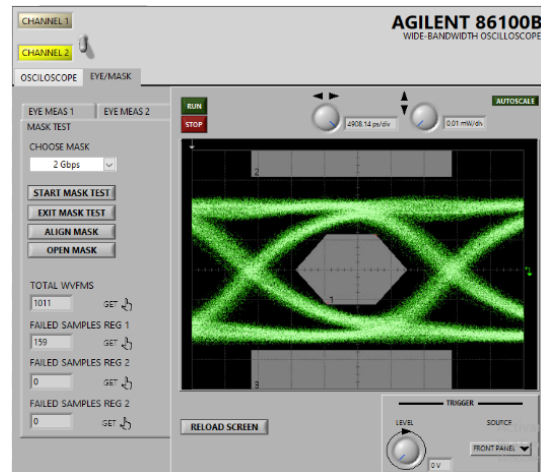 CHANNEL 1
AGILENT 86100B
WIDE-BANDWIDTH OSCILLOSCOPE
CHANNEL 2
OSCILOSCOPE EYE/MASK
AUTOSCALE
RUN
STOP
4908.14 ps/div
0.01 mW/div
EYE MEAS 1 EYE MEAS 2
MASK TEST
CHOOSE MASK
2 Gbps
START MASK TEST
EXIT MASK TEST
ALIGN MASK
OPEN MASK
TOTAL WVFMS
1011 GET
FAILED SAMPLES REG 1
159 GET
FAILED SAMPLES REG 2
0 GET
FAILED SAMPLES REG 2
0 GET
2
1
3
RELOAD SCREEN
TRIGGER
LEVEL SOURCE
0 V
FRONT PANEL